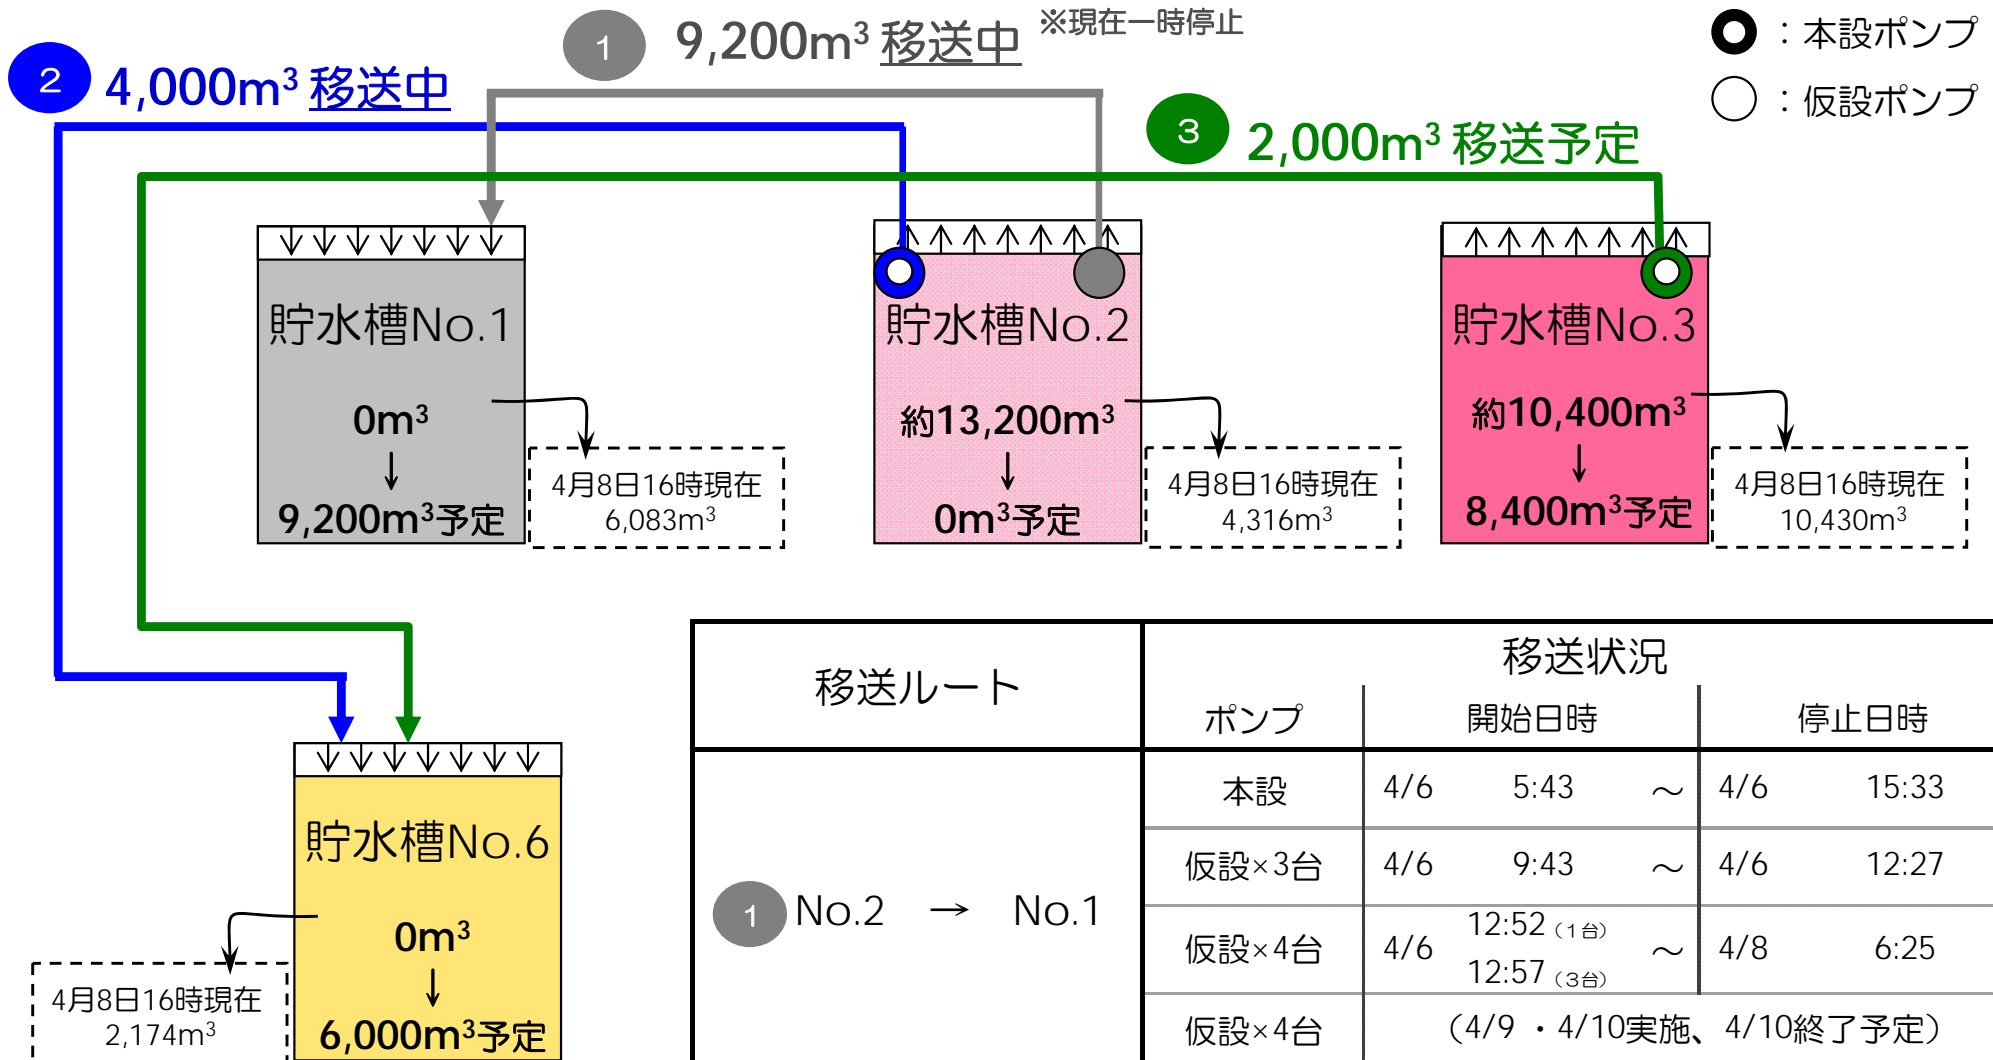 1 9,200m³ 移送中 ※現在一時停止
：本設ポンプ
2 4,000m³ 移送中
：仮設ポンプ
3 2,000m³ 移送予定
貯水槽No.1
0m³
↓
9,200m³予定
4月8日16時現在
6,083m³
貯水槽No.2
約13,200m³
↓
0m³予定
4月8日16時現在
4,316m³
貯水槽No.3
約10,400m³
↓
8,400m³予定
4月8日16時現在
10,430m³
貯水槽No.6
0m³
↓
6,000m³予定
4月8日16時現在
2,174m³
移送ルート
移送状況
ポンプ 開始日時 停止日時
1 No.2 → No.1
本設 4/6 5:43 ～ 4/6 15:33
仮設×3台 4/6 9:43 ～ 4/6 12:27
仮設×4台 4/6 12:52（1台） ～ 4/8 6:25
12:57（3台）
仮設×4台 （4/9 ・4/10実施、4/10終了予定）